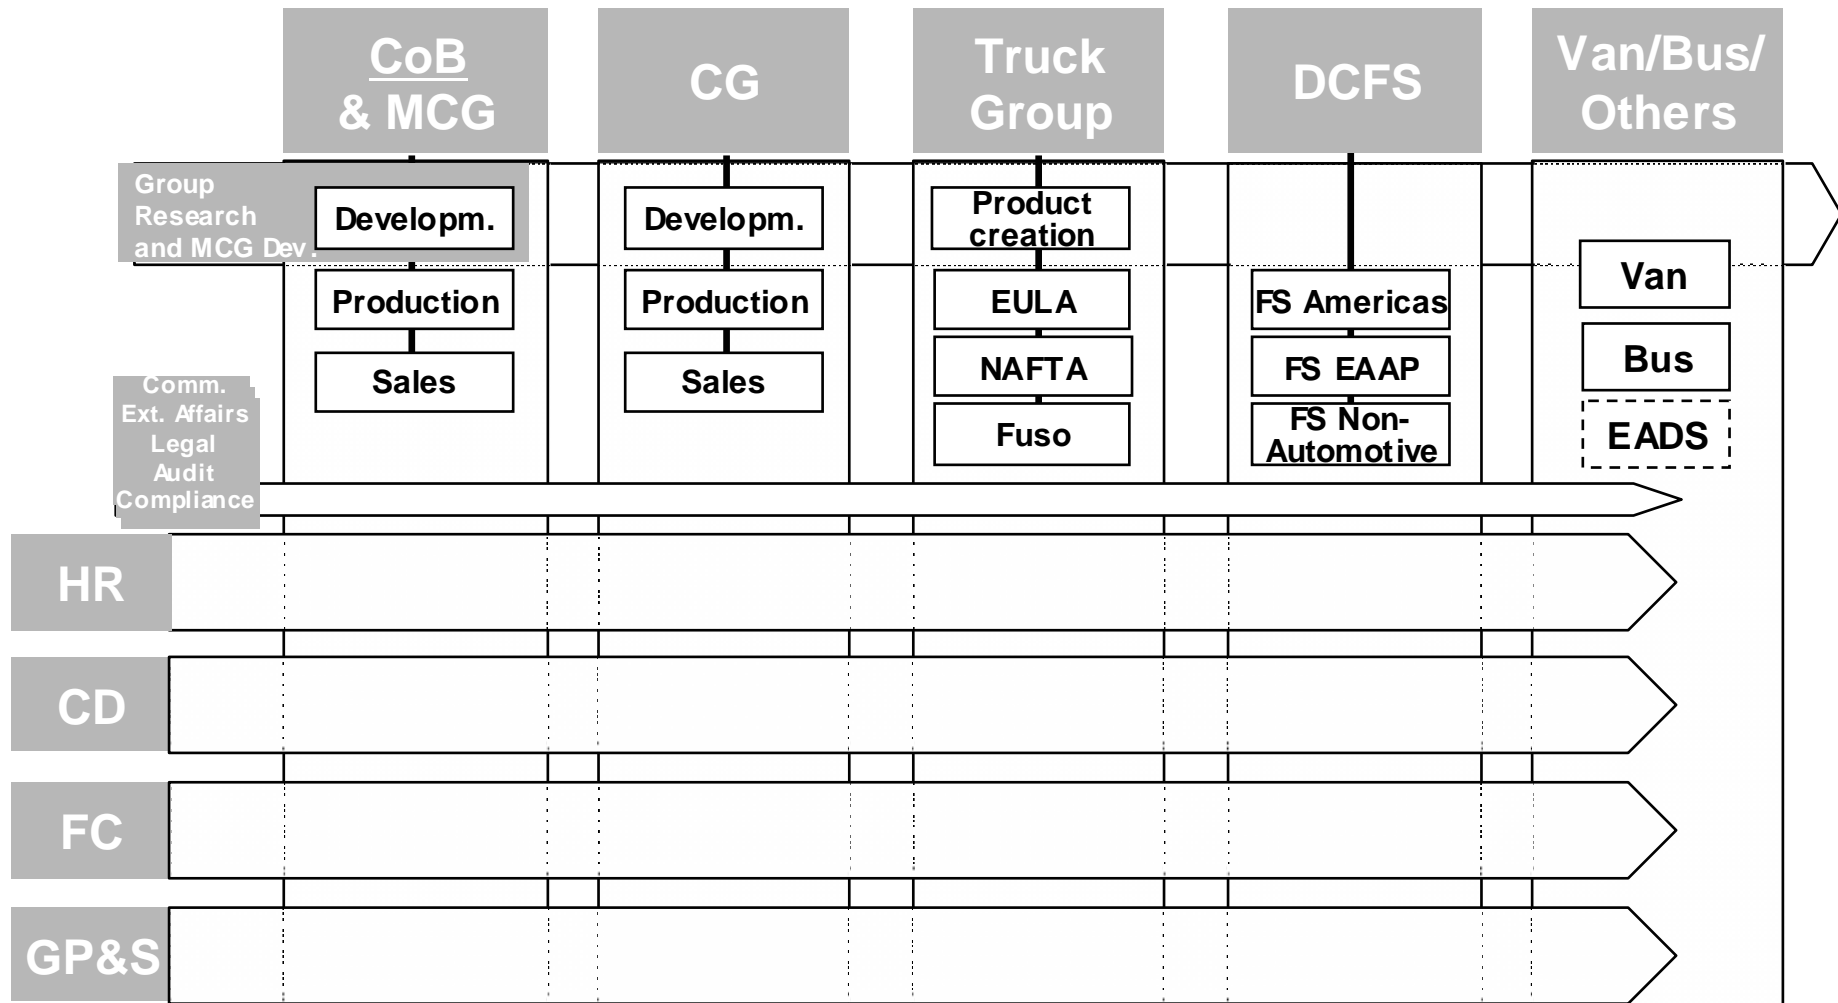 CoB
& MCG
CG
Truck
Group
DCFS
Van/Bus/
Others
Group
Research
and MCG Dev.
Developm.
Production
Sales
Developm.
Production
Sales
Product
creation
EULA
NAFTA
Fuso
FS Americas
FS EAAP
FS Non-
Automotive
Van
Bus
EADS
Comm.
Ext. Affairs
Legal
Audit
Compliance
HR
CD
FC
GP&S